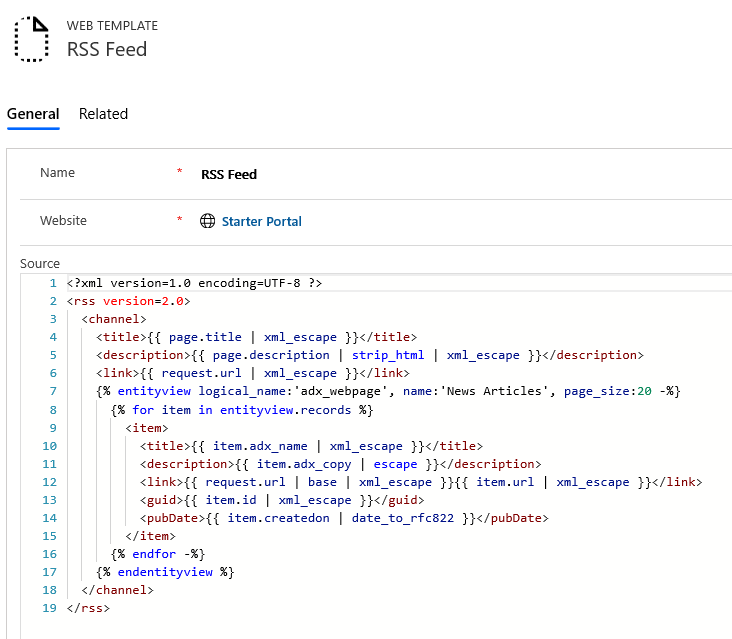 WEB TEMPLATE
RSS Feed
General Related
Name * RSS Feed
Website * Starter Portal
Source
1 <?xml version=1.0 encoding=UTF-8 ?>
2 <rss version=2.0>
3 <channel>
4 <title>{{ page.title | xml_escape }}</title>
5 <description>{{ page.description | strip_html | xml_escape }}</description>
6 <link>{{ request.url | xml_escape }}</link>
7 {% entityview logical_name:'adx_webpage', name:'News Articles', page_size:20 -%}
8 {% for item in entityview.records %}
9 <item>
10 <title>{{ item.adx_name | xml_escape }}</title>
11 <description>{{ item.adx_copy | escape }}</description>
12 <link>{{ request.url | base | xml_escape }}{{ item.url | xml_escape }}</link>
13 <guid>{{ item.id | xml_escape }}</guid>
14 <pubDate>{{ item.createdon | date_to_rfc822 }}</pubDate>
15 </item>
16 {% endfor -%}
17 {% endentityview %}
18 </channel>
19 </rss>